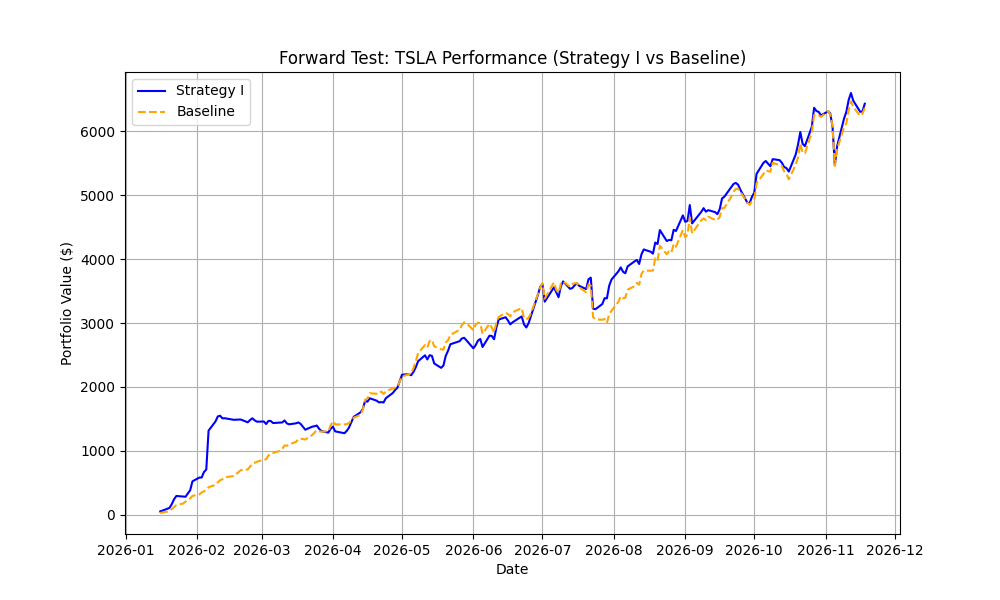 Forward Test: TSLA Performance (Strategy I vs Baseline)
Strategy I
Baseline
Portfolio Value ($)
6000
5000
4000
3000
2000
1000
0
2026-01 2026-02 2026-03 2026-04 2026-05 2026-06 2026-07 2026-08 2026-09 2026-10 2026-11 2026-12
Date